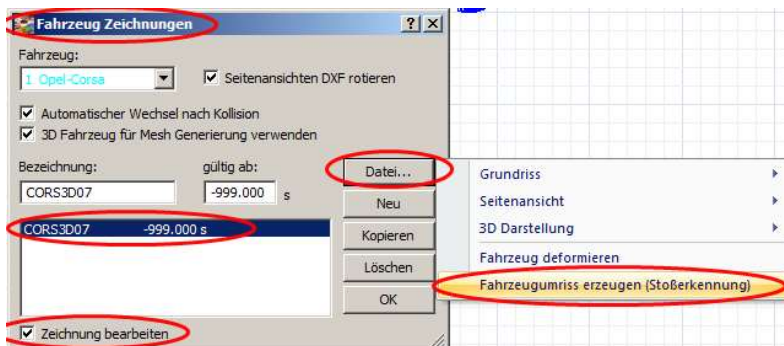 Fahrzeug Zeichnungen
Fahrzeug:
1 Opel-Corsa
Seitenansichten DXF rotieren
Automatischer Wechsel nach Kollision
3D Fahrzeug für Mesh Generierung verwenden
Bezeichnung:
gültig ab:
CORS3D07
-999.000 s
CORS3D07 -999.000 s
Datei...
Neu
Kopieren
Löschen
OK
Zeichnung bearbeiten
Grundriss
Seitenansicht
3D Darstellung
Fahrzeug deformieren
Fahrzeugumriss erzeugen (Stoßerkennung)